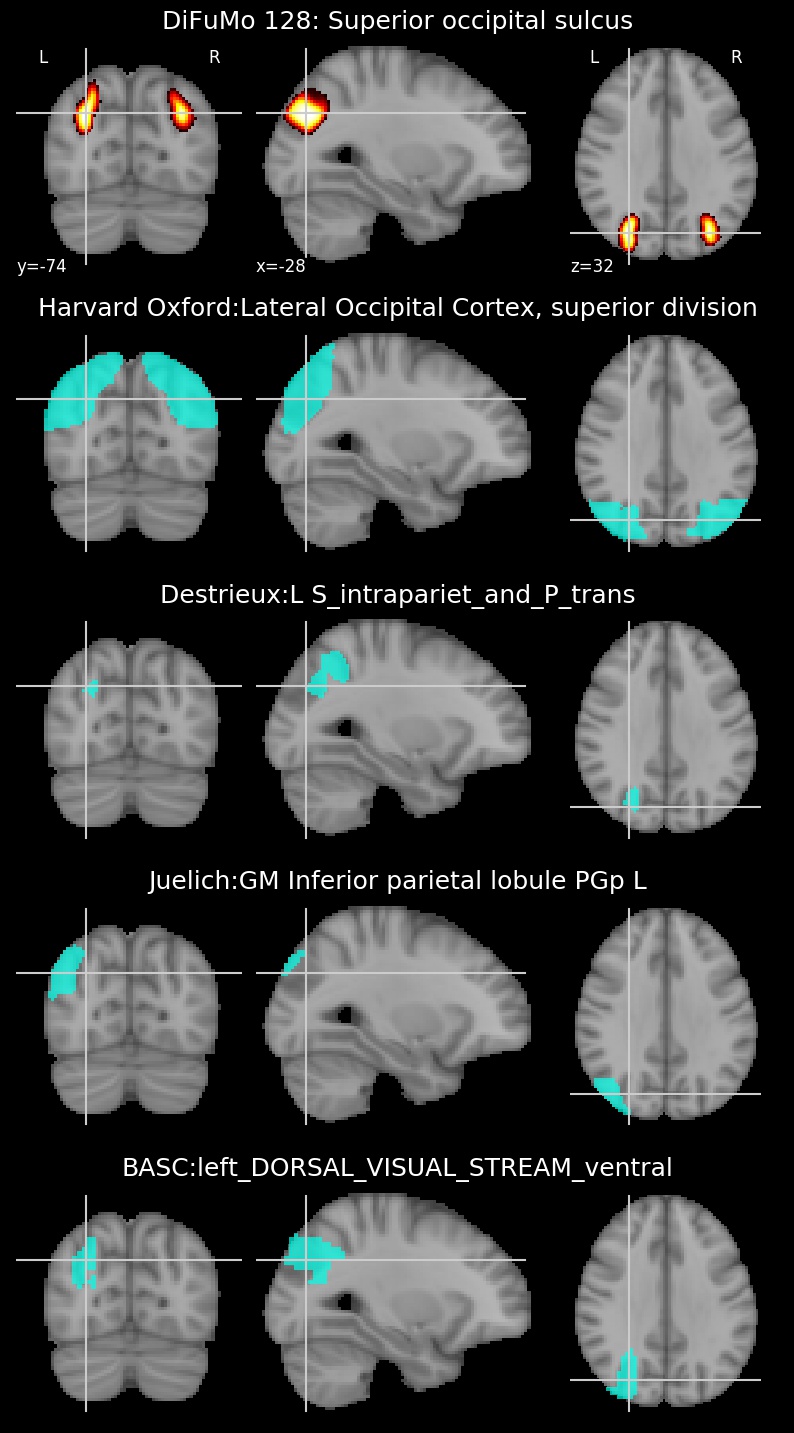 DiFuMo 128: Superior occipital sulcus
L R L R
y=-74 x=-28 z=32
Harvard Oxford:Lateral Occipital Cortex, superior division
Destrieux:L S_intrapariet_and_P_trans
Juelich:GM Inferior parietal lobule PGp L
BASC:left_DORSAL_VISUAL_STREAM_ventral